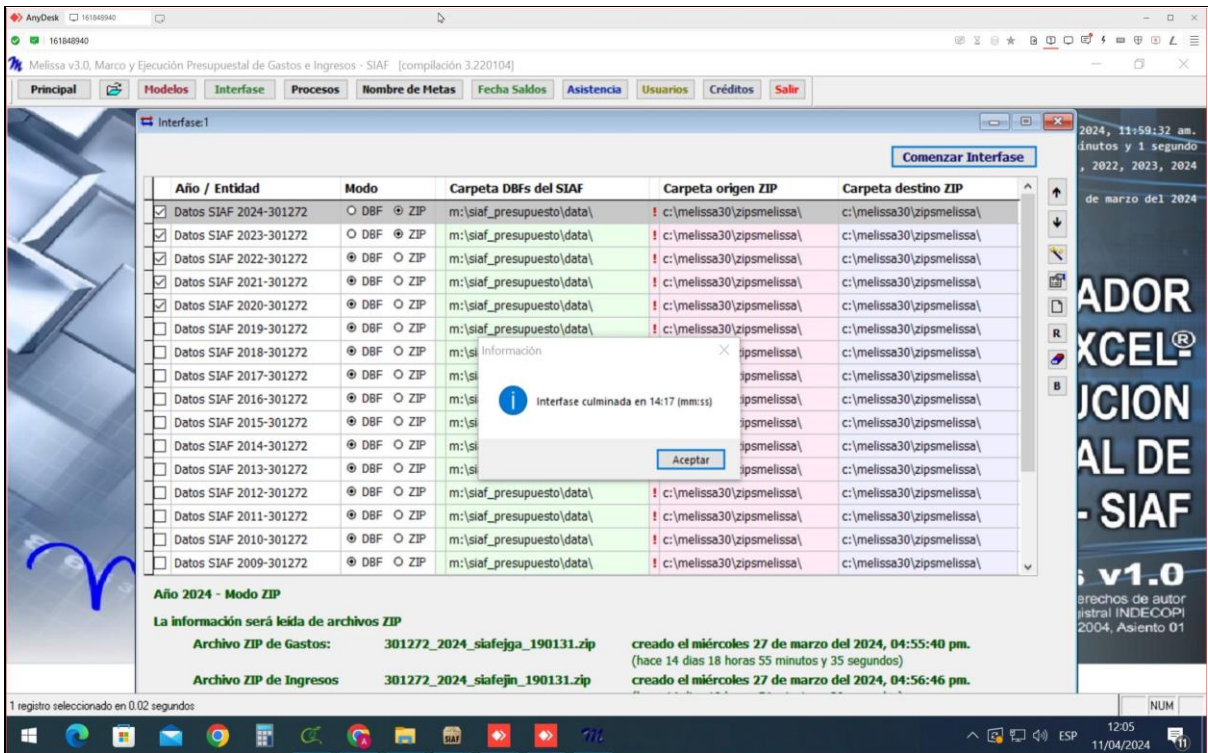 AnyDesk 161848940
161848940
Melissa v3.0, Marco y Ejecución Presupuestal de Gastos e Ingresos - SIAF [compilación 3.220104]
Principal Modelos Interfase Procesos Nombre de Metas Fecha Saldos Asistencia Usuarios Créditos Salir
Interfase:1
2024, 11:59:32 am.
inutos y 1 segundo
, 2022, 2023, 2024
de marzo del 2024
Comenzar Interfase
Año / Entidad Modo Carpeta DBFs del SIAF Carpeta origen ZIP Carpeta destino ZIP
Datos SIAF 2024-301272 DBF ZIP m:\siaf_presupuesto\data\ ! c:\melissa30\zipsmelissa\ c:\melissa30\zipsmelissa\
Datos SIAF 2023-301272 DBF ZIP m:\siaf_presupuesto\data\ ! c:\melissa30\zipsmelissa\ c:\melissa30\zipsmelissa\
Datos SIAF 2022-301272 DBF ZIP m:\siaf_presupuesto\data\ ! c:\melissa30\zipsmelissa\ c:\melissa30\zipsmelissa\
Datos SIAF 2021-301272 DBF ZIP m:\siaf_presupuesto\data\ ! c:\melissa30\zipsmelissa\ c:\melissa30\zipsmelissa\
Datos SIAF 2020-301272 DBF ZIP m:\siaf_presupuesto\data\ ! c:\melissa30\zipsmelissa\ c:\melissa30\zipsmelissa\
Datos SIAF 2019-301272 DBF ZIP m:\siaf_presupuesto\data\ ! c:\melissa30\zipsmelissa\ c:\melissa30\zipsmelissa\
Datos SIAF 2018-301272 DBF ZIP m:\si zipsmelissa\ c:\melissa30\zipsmelissa\
Datos SIAF 2017-301272 DBF ZIP m:\si zipsmelissa\ c:\melissa30\zipsmelissa\
Datos SIAF 2016-301272 DBF ZIP m:\si zipsmelissa\ c:\melissa30\zipsmelissa\
Datos SIAF 2015-301272 DBF ZIP m:\si zipsmelissa\ c:\melissa30\zipsmelissa\
Datos SIAF 2014-301272 DBF ZIP m:\si zipsmelissa\ c:\melissa30\zipsmelissa\
Datos SIAF 2013-301272 DBF ZIP m:\si zipsmelissa\ c:\melissa30\zipsmelissa\
Datos SIAF 2012-301272 DBF ZIP m:\siaf_presupuesto\data\ ! c:\melissa30\zipsmelissa\ c:\melissa30\zipsmelissa\
Datos SIAF 2011-301272 DBF ZIP m:\siaf_presupuesto\data\ ! c:\melissa30\zipsmelissa\ c:\melissa30\zipsmelissa\
Datos SIAF 2010-301272 DBF ZIP m:\siaf_presupuesto\data\ ! c:\melissa30\zipsmelissa\ c:\melissa30\zipsmelissa\
Datos SIAF 2009-301272 DBF ZIP m:\siaf_presupuesto\data\ ! c:\melissa30\zipsmelissa\ c:\melissa30\zipsmelissa\
R
B
Información
Interfase culminada en 14:17 (mm:ss)
Aceptar
ADOR
XCEL®
UCION
AL DE
- SIAF
s v1.0
erechos de autor
istral INDECOPI
2004, Asiento 01
Año 2024 - Modo ZIP
La información será leída de archivos ZIP
Archivo ZIP de Gastos: 301272_2024_siafejga_190131.zip creado el miércoles 27 de marzo del 2024, 04:55:40 pm.
(hace 14 dias 18 horas 55 minutos y 35 segundos)
Archivo ZIP de Ingresos 301272_2024_siafejin_190131.zip creado el miércoles 27 de marzo del 2024, 04:56:46 pm.
1 registro seleccionado en 0.02 segundos NUM
SIAF
ESP
12:05
11/04/2024
11